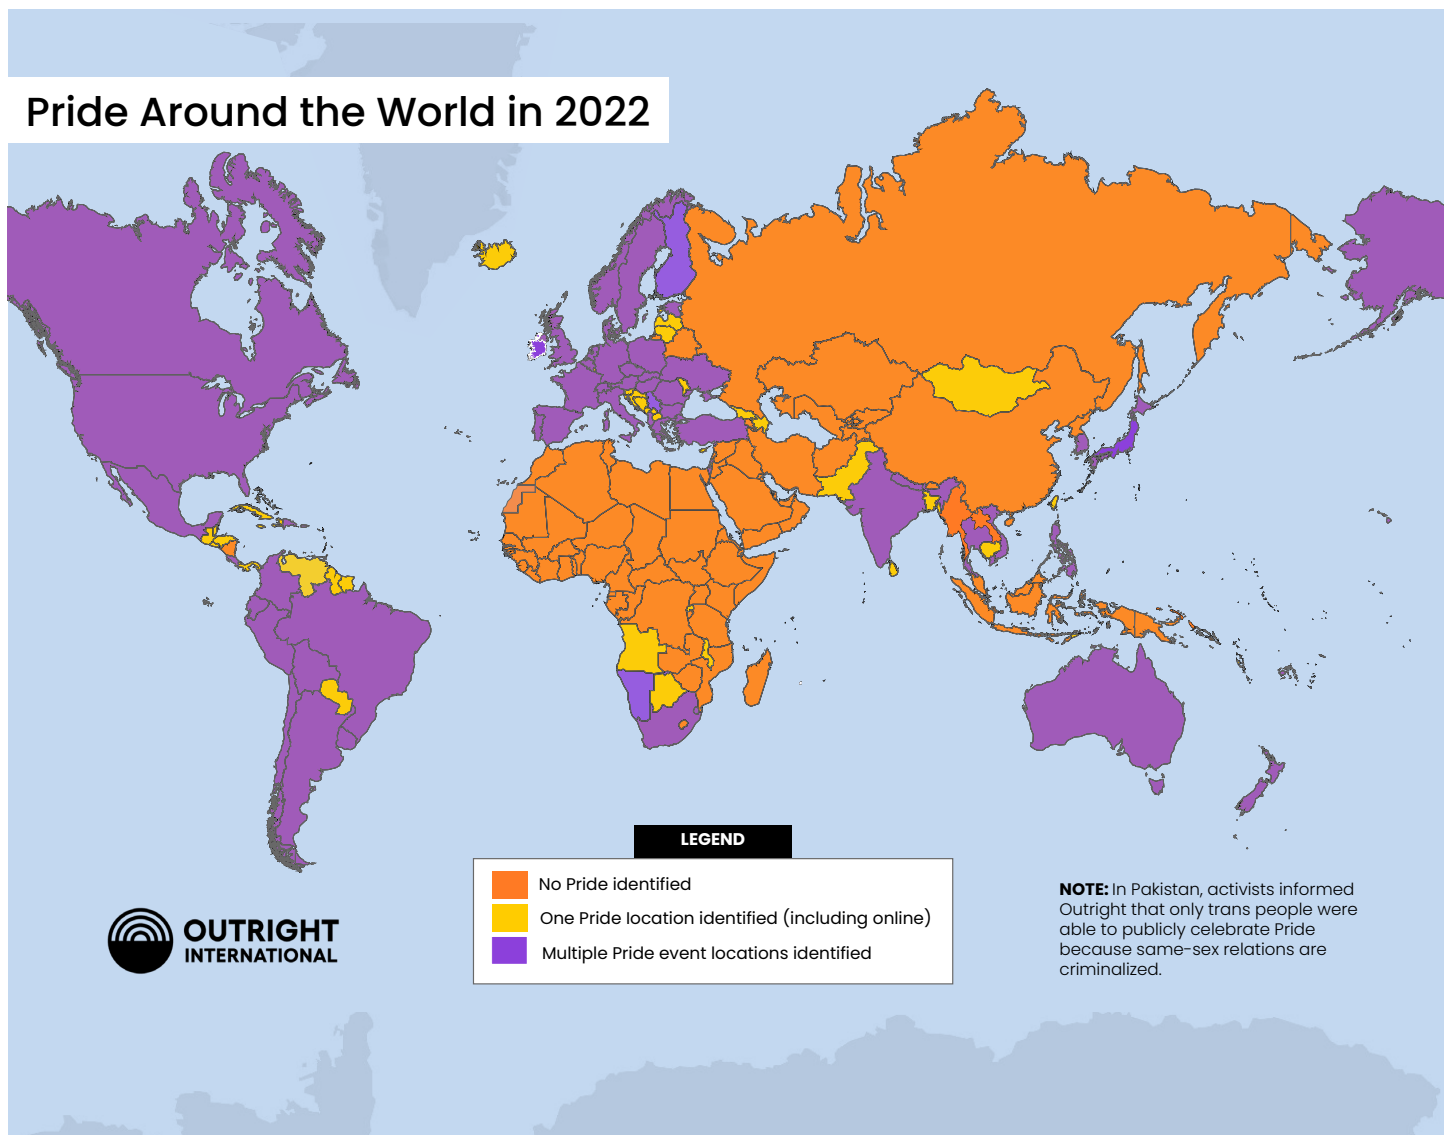 Pride Around the World in 2022
LEGEND
No Pride identified
One Pride location identified (including online)
Multiple Pride event locations identified
OUTRIGHT
INTERNATIONAL
NOTE: In Pakistan, activists informed
Outright that only trans people were
able to publicly celebrate Pride
because same-sex relations are
criminalized.